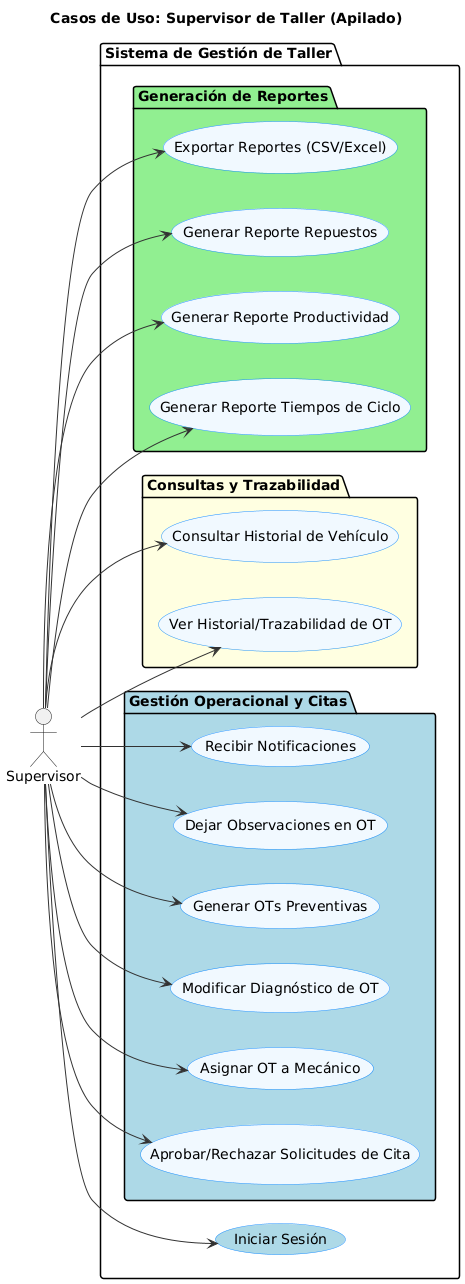 Casos de Uso: Supervisor de Taller (Apilado)
Sistema de Gestión de Taller
Generación de Reportes
Exportar Reportes (CSV/Excel)
Generar Reporte Repuestos
Generar Reporte Productividad
Generar Reporte Tiempos de Ciclo
Consultas y Trazabilidad
Consultar Historial de Vehículo
Ver Historial/Trazabilidad de OT
Gestión Operacional y Citas
Recibir Notificaciones
Supervisor
Dejar Observaciones en OT
Generar OTs Preventivas
Modificar Diagnóstico de OT
Asignar OT a Mecánico
Aprobar/Rechazar Solicitudes de Cita
Iniciar Sesión